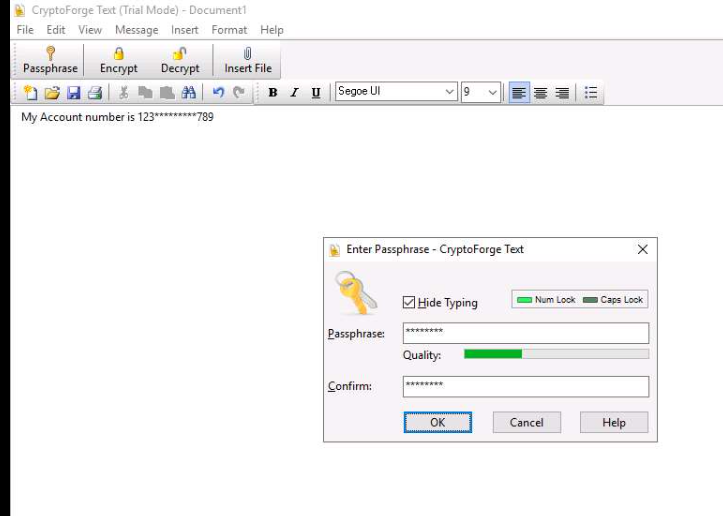 CryptoForge Text (Trial Mode) - Document1
File Edit View Message Insert Format Help
Passphrase Encrypt Decrypt Insert File
B I U Segoe UI 9
My Account number is 123*********789
Enter Passphrase - CryptoForge Text
Hide Typing Num Lock Caps Lock
Passphrase: ********
Quality:
Confirm: ********
OK Cancel Help